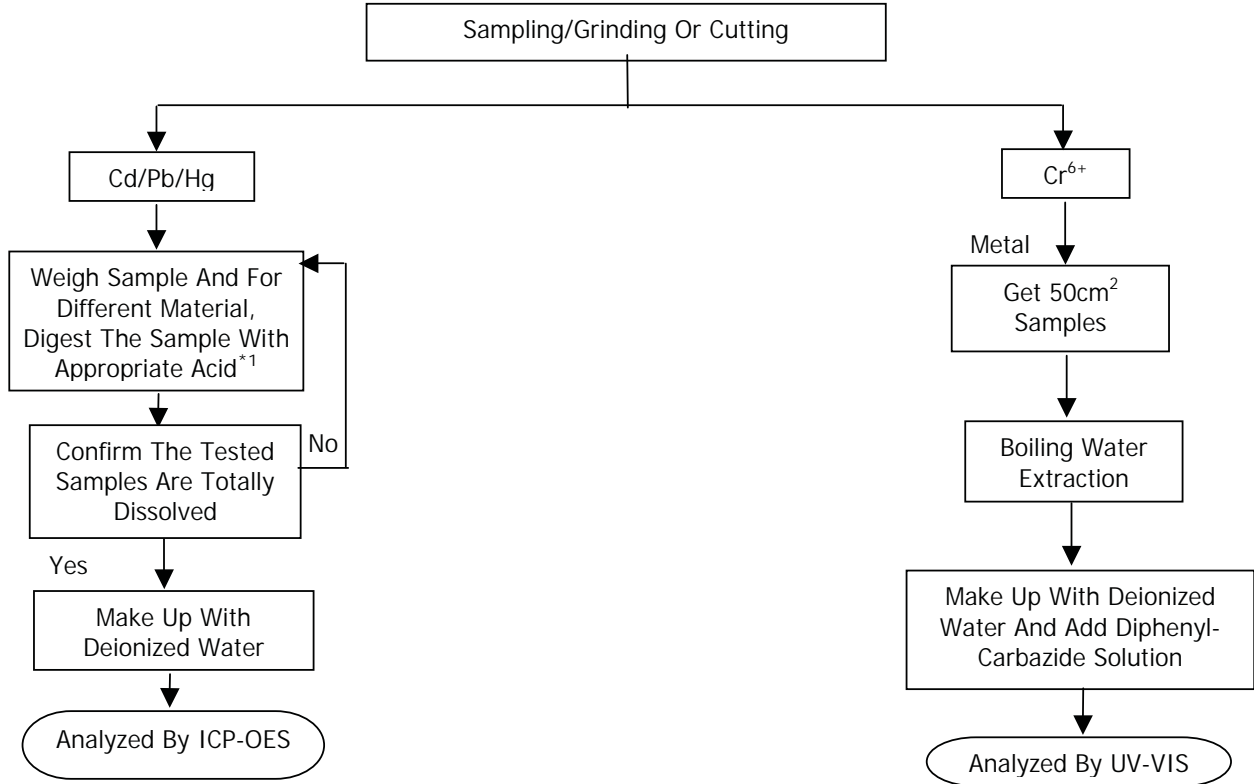 Sampling/Grinding Or Cutting
Cd/Pb/Hg
Weigh Sample And For
Different Material,
Digest The Sample With
Appropriate Acid*1
Confirm The Tested
Samples Are Totally
Dissolved
No
Yes
Make Up With
Deionized Water
Analyzed By ICP-OES
Cr6+
Metal
Get 50cm2
Samples
Boiling Water
Extraction
Make Up With Deionized
Water And Add Diphenyl-
Carbazide Solution
Analyzed By UV-VIS